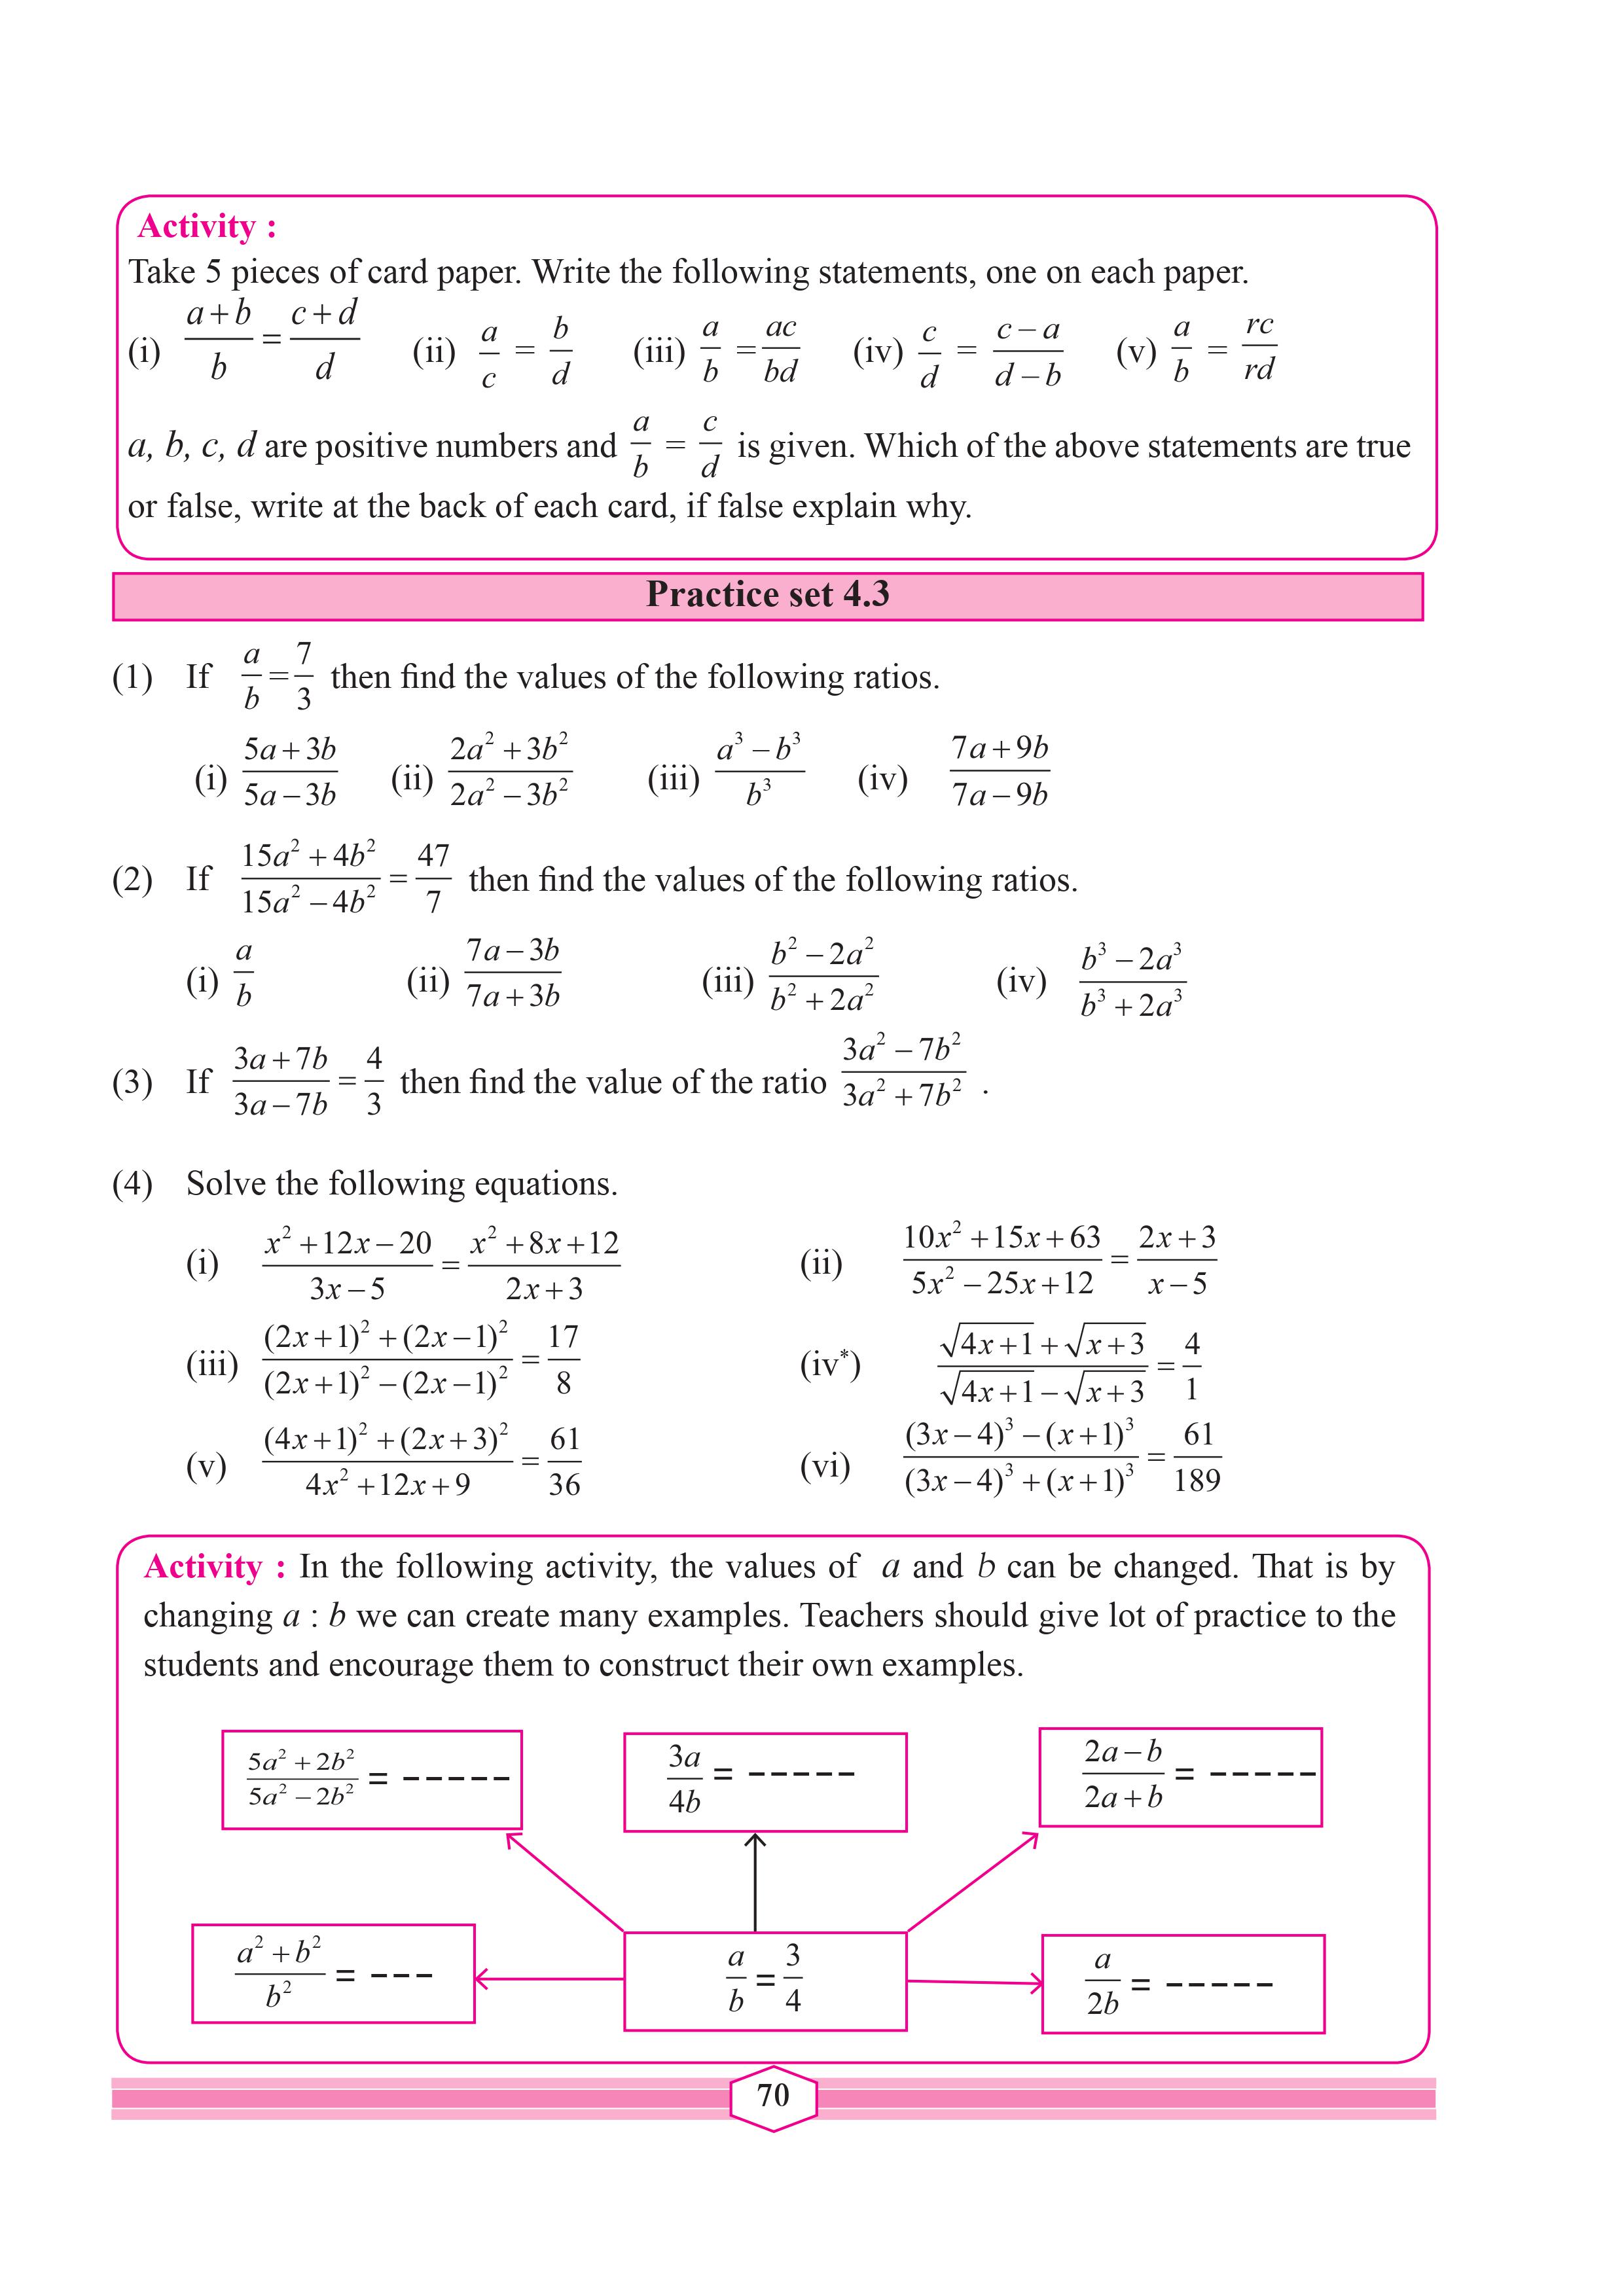 Activity :
Take 5 pieces of card paper. Write the following statements, one on each paper.
(i) \frac{a+b}{b} = \frac{c+d}{d} (ii) \frac{a}{c} = \frac{b}{d} (iii) \frac{a}{b} = \frac{ac}{bd} (iv) \frac{c}{d} = \frac{c-a}{d-b} (v) \frac{a}{b} = \frac{rc}{rd}
a, b, c, d are positive numbers and \frac{a}{b} = \frac{c}{d} is given. Which of the above statements are true
or false, write at the back of each card, if false explain why.
Practice set 4.3
(1) If \frac{a}{b} = \frac{7}{3} then find the values of the following ratios.
(i) \frac{5a+3b}{5a-3b} (ii) \frac{2a^2+3b^2}{2a^2-3b^2} (iii) \frac{a^3-b^3}{b^3} (iv) \frac{7a+9b}{7a-9b}
(2) If \frac{15a^2+4b^2}{15a^2-4b^2} = \frac{47}{7} then find the values of the following ratios.
(i) \frac{a}{b} (ii) \frac{7a-3b}{7a+3b} (iii) \frac{b^2-2a^2}{b^2+2a^2} (iv) \frac{b^3-2a^3}{b^3+2a^3}
(3) If \frac{3a+7b}{3a-7b} = \frac{4}{3} then find the value of the ratio \frac{3a^2-7b^2}{3a^2+7b^2} .
(4) Solve the following equations.
(i) \frac{x^2+12x-20}{3x-5} = \frac{x^2+8x+12}{2x+3} (ii) \frac{10x^2+15x+63}{5x^2-25x+12} = \frac{2x+3}{x-5}
(iii) \frac{(2x+1)^2+(2x-1)^2}{(2x+1)^2-(2x-1)^2} = \frac{17}{8} (iv*) \frac{\sqrt{4x+1}+\sqrt{x+3}}{\sqrt{4x+1}-\sqrt{x+3}} = \frac{4}{1}
(v) \frac{(4x+1)^2+(2x+3)^2}{4x^2+12x+9} = \frac{61}{36} (vi) \frac{(3x-4)^3-(x+1)^3}{(3x-4)^3+(x+1)^3} = \frac{61}{189}
Activity : In the following activity, the values of a and b can be changed. That is by
changing a : b we can create many examples. Teachers should give lot of practice to the
students and encourage them to construct their own examples.
\frac{5a^2+2b^2}{5a^2-2b^2} = ----- \frac{3a}{4b} = ----- \frac{2a-b}{2a+b} = -----
\frac{a^2+b^2}{b^2} = --- \frac{a}{b} = \frac{3}{4} \frac{a}{2b} = -----
70